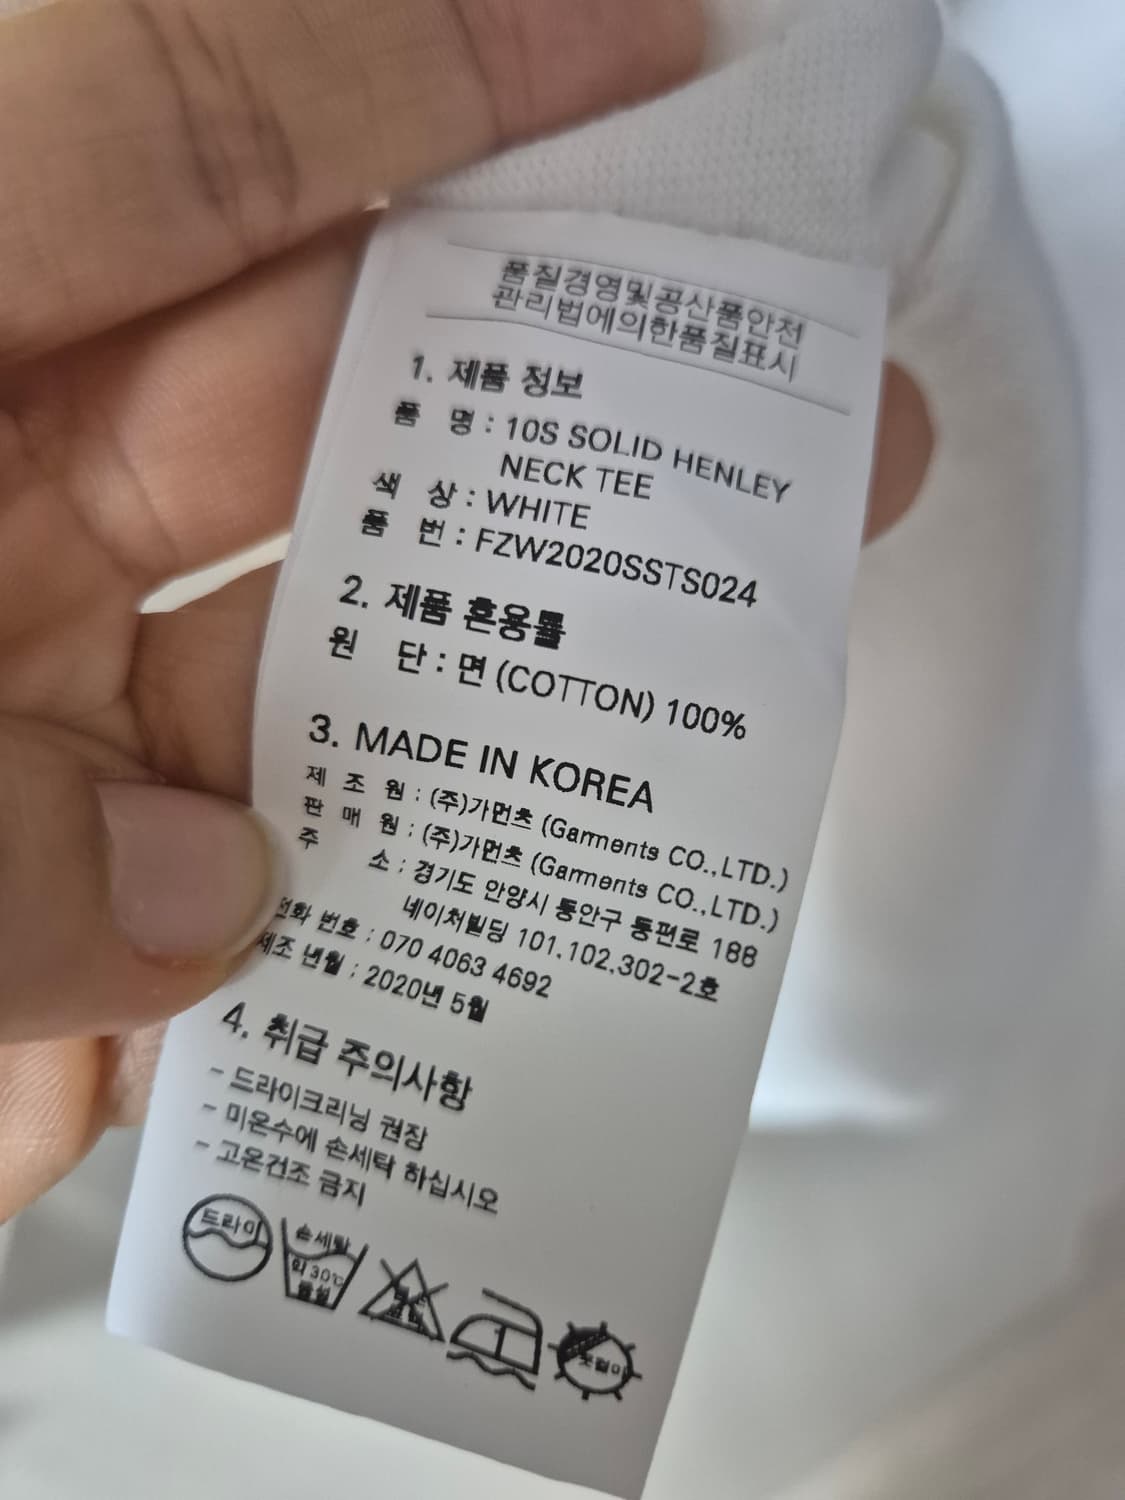 품질경영및공산품안전
관리법에의한품질표시
1. 제품 정보
품 명 : 10S SOLID HENLEY
NECK TEE
색 상 : WHITE
품 번 : FZW2020SSTS024
2. 제품 혼용률
원 단 : 면 (COTTON) 100%
3. MADE IN KOREA
제 조 원 : (주)가먼츠 (Garments CO.,LTD.)
판 매 원 : (주)가먼츠 (Garments CO.,LTD.)
주 소 : 경기도 안양시 동안구 동편로 188
네이처빌딩 101,102,302-2호
전화 번호 : 070 4063 4692
제조 년월 : 2020년 5월
4. 취급 주의사항
- 드라이크리닝 권장
- 미온수에 손세탁 하십시오
- 고온건조 금지
드라이
손세탁
약 30℃
1
옷걸이